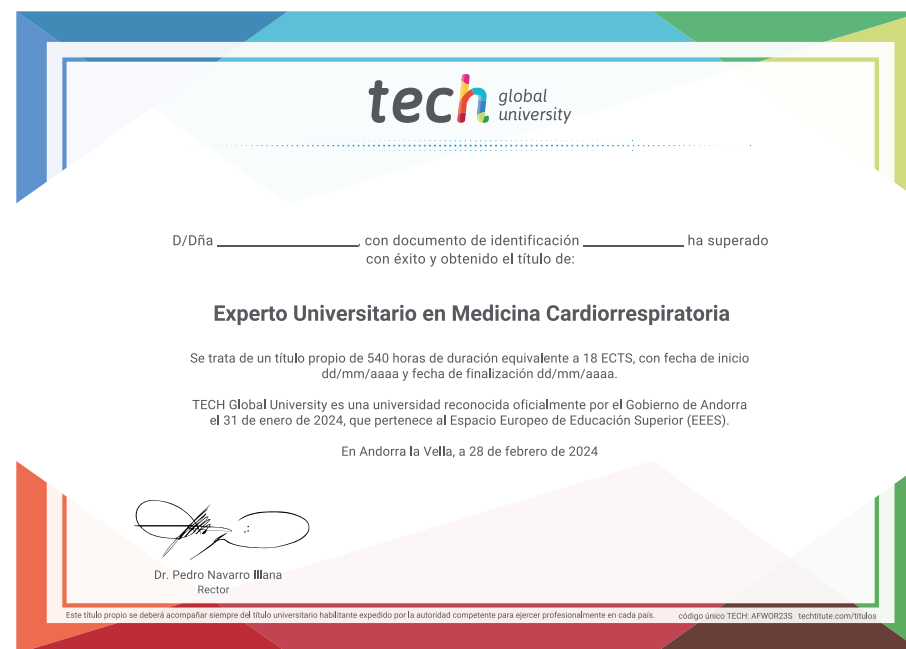 tech global
university
D/Dña ____________________, con documento de identificación ______________ ha superado
con éxito y obtenido el título de:
Experto Universitario en Medicina Cardiorrespiratoria
Se trata de un título propio de 540 horas de duración equivalente a 18 ECTS, con fecha de inicio
dd/mm/aaaa y fecha de finalización dd/mm/aaaa.
TECH Global University es una universidad reconocida oficialmente por el Gobierno de Andorra
el 31 de enero de 2024, que pertenece al Espacio Europeo de Educación Superior (EEES).
En Andorra la Vella, a 28 de febrero de 2024
Dr. Pedro Navarro Illana
Rector
Este título propio se deberá acompañar siempre del título universitario habilitante expedido por la autoridad competente para ejercer profesionalmente en cada país. código único TECH: AFWOR23S techtitute.com/titulos